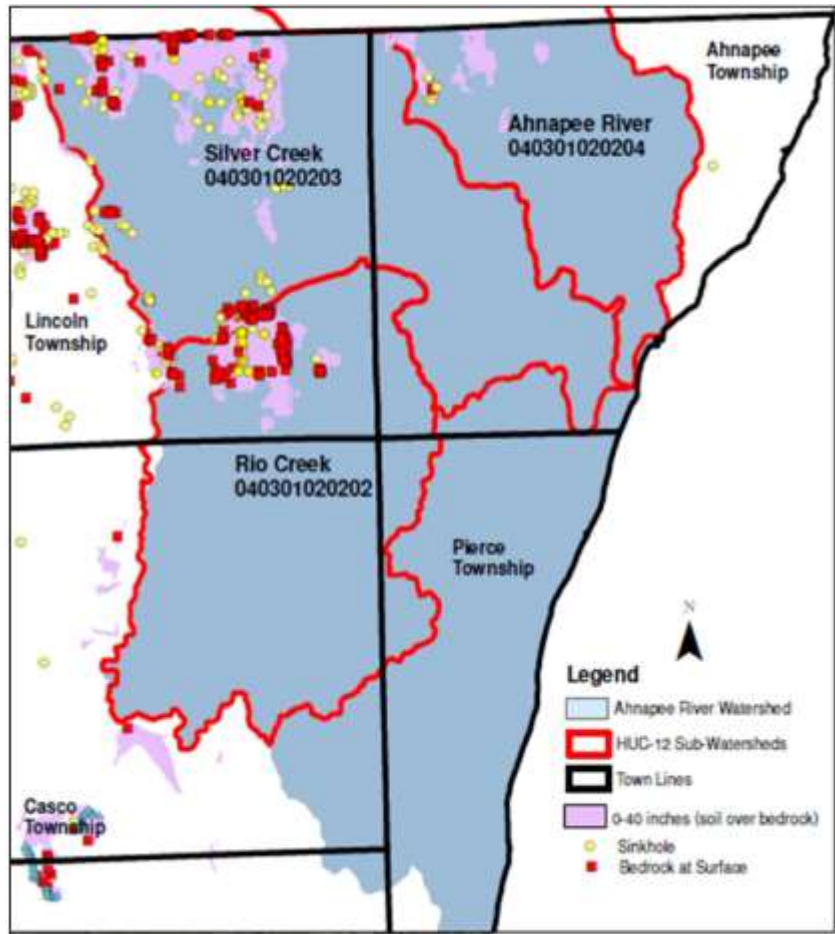 Ahnapee
Township
Ahnapee River
040301020204
Silver Creek
040301020203
Lincoln
Township
Rio Creek
040301020202
Pierce
Township
N
Legend
Ahnapee River Watershed
HUC-12 Sub-Watersheds
Town Lines
0-40 inches (soil over bedrock)
Sinkhole
Bedrock at Surface
Casco
Township